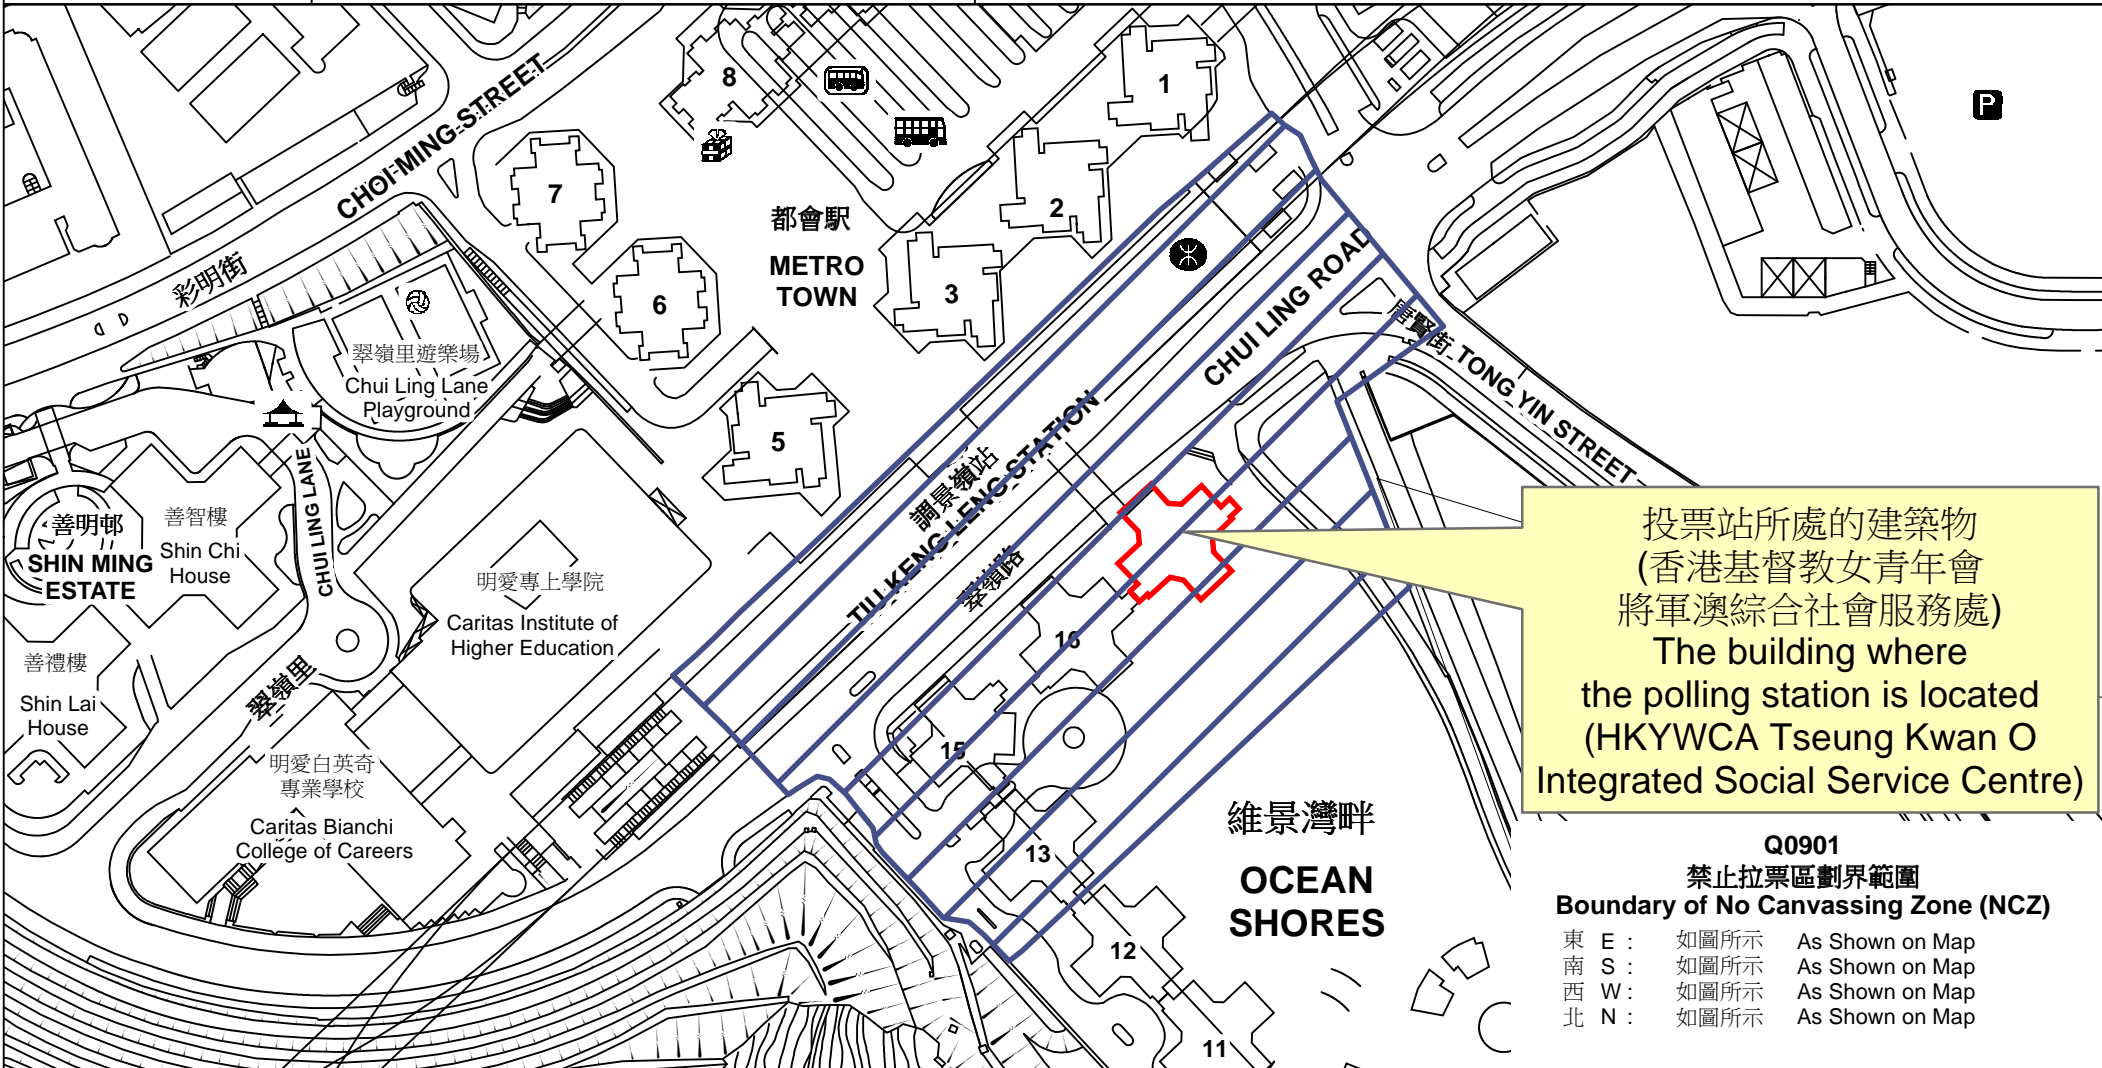 CHOI MING STREET
彩明街
8
1
7
2
都會駅
METRO
TOWN
6
3
5
翠嶺里遊樂場
Chui Ling Lane
Playground
CHUI LING ROAD
唐賢街 TONG YIN STREET
調景嶺站
TIU KENG LENG STATION
翠嶺路
善明邨
SHIN MING
ESTATE
善智樓
Shin Chi
House
CHUI LING LANE
明愛專上學院
Caritas Institute of
Higher Education
善禮樓
Shin Lai
House
翠嶺里
明愛白英奇
專業學校
Caritas Bianchi
College of Careers
16
15
13
12
11
維景灣畔
OCEAN
SHORES
P
投票站所處的建築物
(香港基督教女青年會
將軍澳綜合社會服務處)
The building where
the polling station is located
(HKYWCA Tseung Kwan O
Integrated Social Service Centre)
Q0901
禁止拉票區劃界範圍
Boundary of No Canvassing Zone (NCZ)
東 E : 如圖所示 As Shown on Map
南 S : 如圖所示 As Shown on Map
西 W : 如圖所示 As Shown on Map
北 N : 如圖所示 As Shown on Map